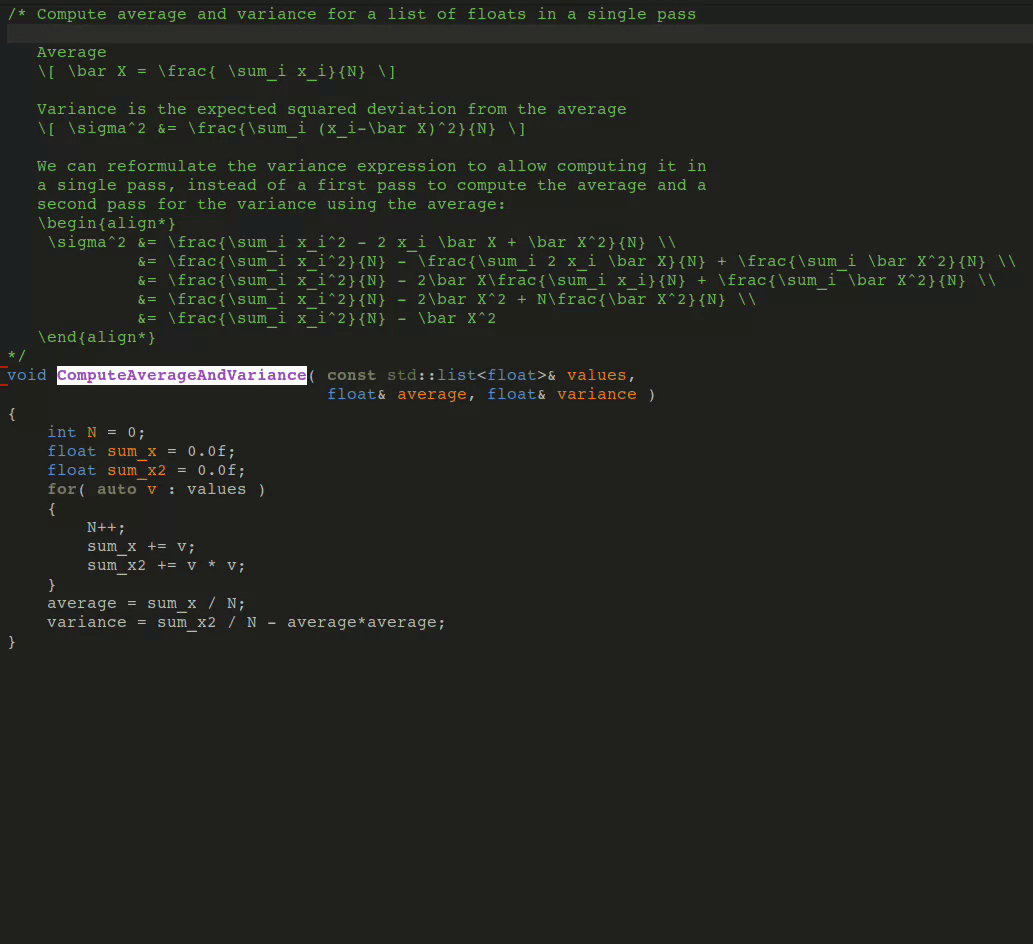 /* Compute average and variance for a list of floats in a single pass
Average
\[ \bar X = \frac{ \sum_i x_i}{N} \]
Variance is the expected squared deviation from the average
\[ \sigma^2 &= \frac{\sum_i (x_i-\bar X)^2}{N} \]
We can reformulate the variance expression to allow computing it in
a single pass, instead of a first pass to compute the average and a
second pass for the variance using the average:
\begin{align*}
\sigma^2 &= \frac{\sum_i x_i^2 - 2 x_i \bar X + \bar X^2}{N} \\
&= \frac{\sum_i x_i^2}{N} - \frac{\sum_i 2 x_i \bar X}{N} + \frac{\sum_i \bar X^2}{N} \\
&= \frac{\sum_i x_i^2}{N} - 2\bar X\frac{\sum_i x_i}{N} + \frac{\sum_i \bar X^2}{N} \\
&= \frac{\sum_i x_i^2}{N} - 2\bar X^2 + N\frac{\bar X^2}{N} \\
&= \frac{\sum_i x_i^2}{N} - \bar X^2
\end{align*}
*/
void ComputeAverageAndVariance( const std::list<float>& values,
float& average, float& variance )
{
int N = 0;
float sum_x = 0.0f;
float sum_x2 = 0.0f;
for( auto v : values )
{
N++;
sum_x += v;
sum_x2 += v * v;
}
average = sum_x / N;
variance = sum_x2 / N - average*average;
}